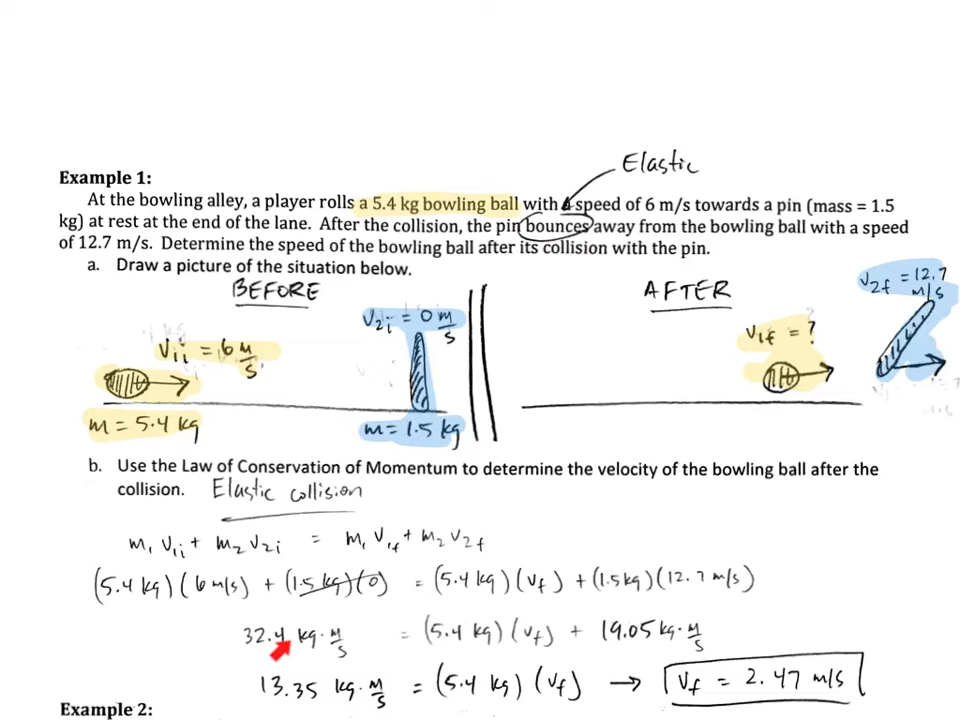 Elastic
Example 1:
At the bowling alley, a player rolls a 5.4 kg bowling ball with a speed of 6 m/s towards a pin (mass = 1.5
kg) at rest at the end of the lane. After the collision, the pin bounces away from the bowling ball with a speed
of 12.7 m/s. Determine the speed of the bowling ball after its collision with the pin.
a. Draw a picture of the situation below.
BEFORE
AFTER
V2f = 12.7 m/s
V2i = 0 m/s
V1f = ?
V1i = 6 m/s
m = 5.4 kg
m = 1.5 kg
b. Use the Law of Conservation of Momentum to determine the velocity of the bowling ball after the
collision. Elastic collision
m1 V1i + m2 V2i = m1 V1f + m2 V2f
(5.4 kg)(6 m/s) + (1.5 kg)(0) = (5.4 kg)(vf) + (1.5 kg)(12.7 m/s)
32.4 kg·m/s = (5.4 kg)(vf) + 19.05 kg·m/s
13.35 kg·m/s = (5.4 kg)(vf) → vf = 2.47 m/s
Example 2: